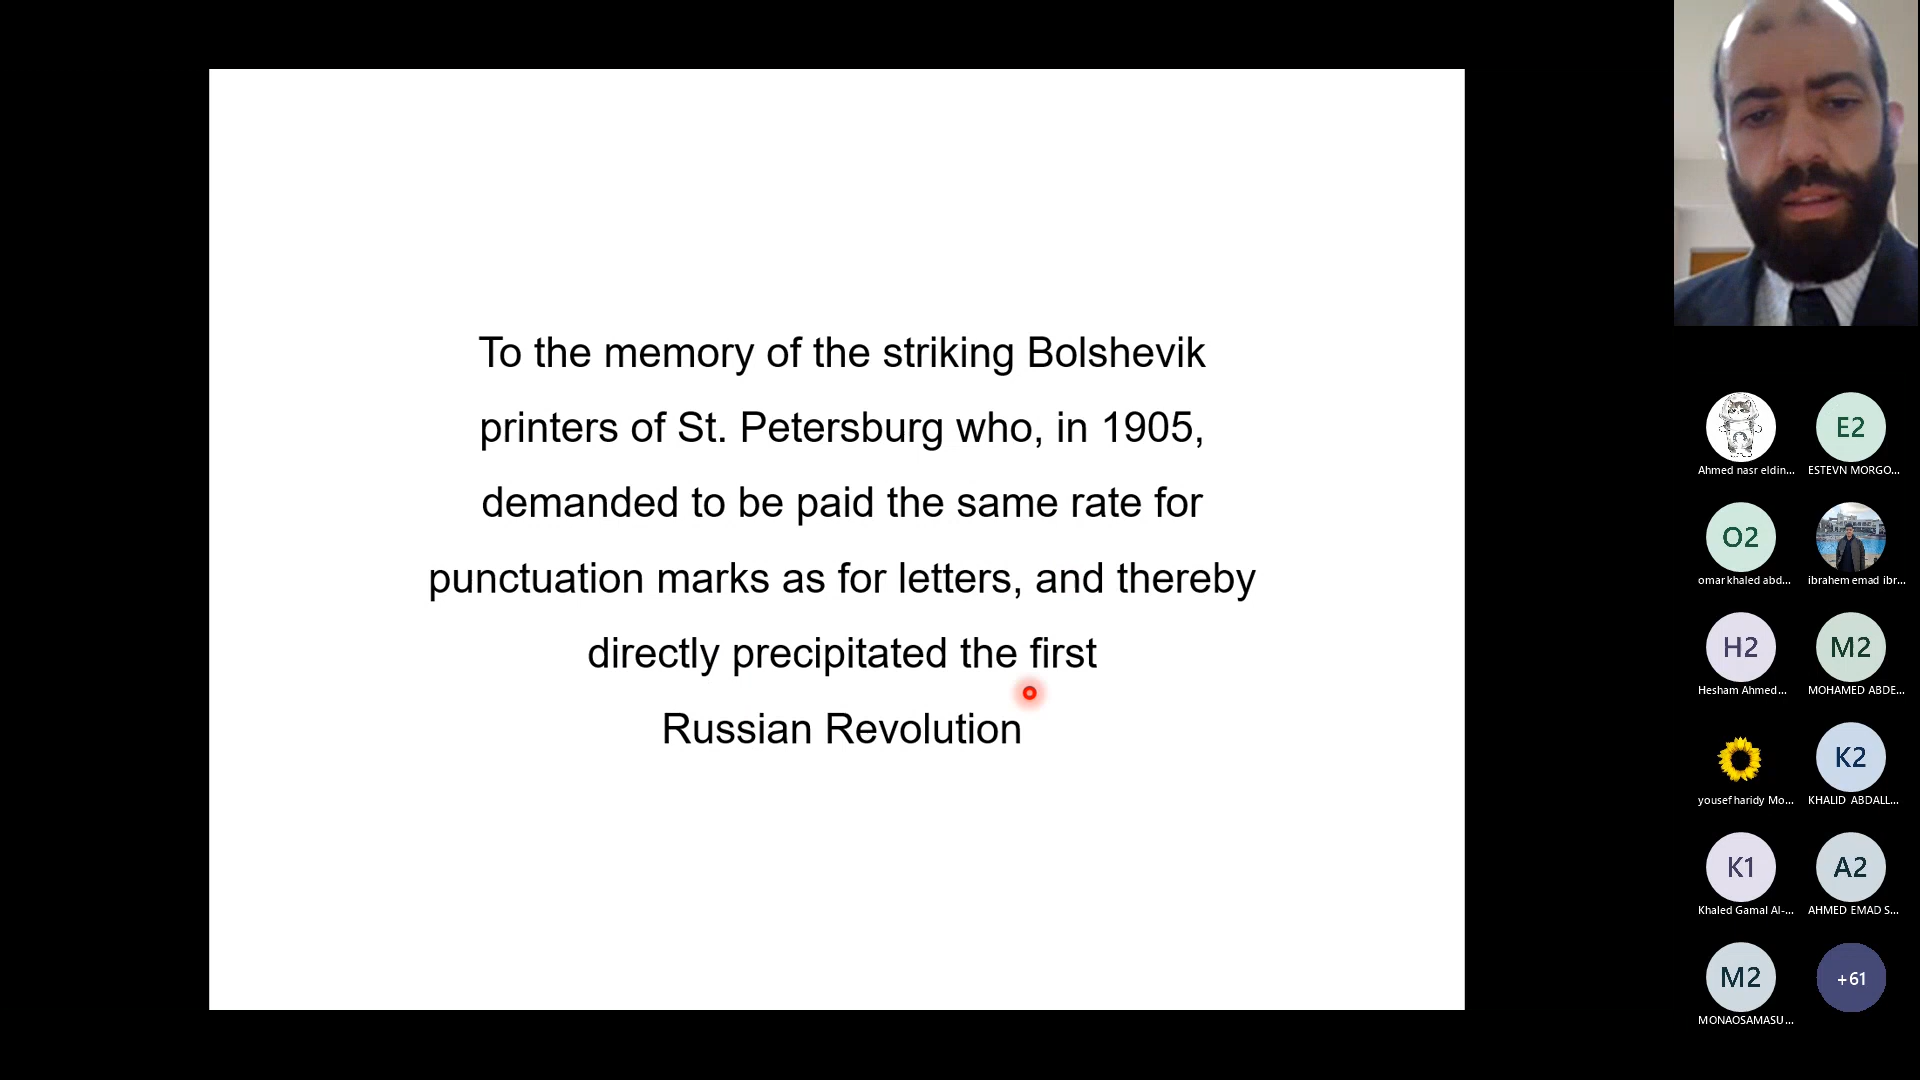 To the memory of the striking Bolshevik
printers of St. Petersburg who, in 1905,
demanded to be paid the same rate for
punctuation marks as for letters, and thereby
directly precipitated the first
Russian Revolution
E2
Ahmed nasr eldin...
ESTEVN MORGO...
O2
omar khaled abd...
ibrahem emad ibr...
H2
M2
Hesham Ahmed...
MOHAMED ABDE...
K2
yousef haridy Mo...
KHALID ABDALL...
K1
A2
Khaled Gamal Al-...
AHMED EMAD S...
M2
+61
MONAOSAMASU...